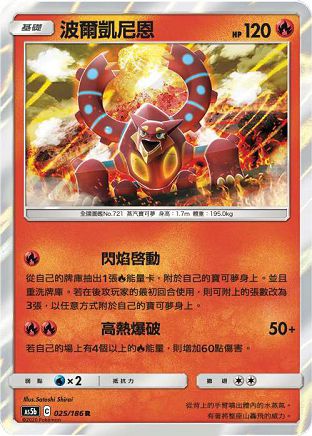 基礎 波爾凱尼恩 HP 120
全國圖鑑No.721 蒸汽寶可夢 身高：1.7m 體重：195.0kg
閃焰啓動
從自己的牌庫抽出1張能量卡，附於自己的寶可夢身上。並且
重洗牌庫。若在後攻玩家的最初回合使用，則可附上的張數改為
3張，以任意方式附於自己的寶可夢身上。
高熱爆破 50+
若自己的場上有4個以上的能量，則增加60點傷害。
弱點 ×2 抵抗力 撤退
Illus.Satoshi Shirai
AS5b C 025/186 R
©2020 Pokémon
從背上的手臂噴出體內的水蒸氣。
有著將整座山轟飛的威力。